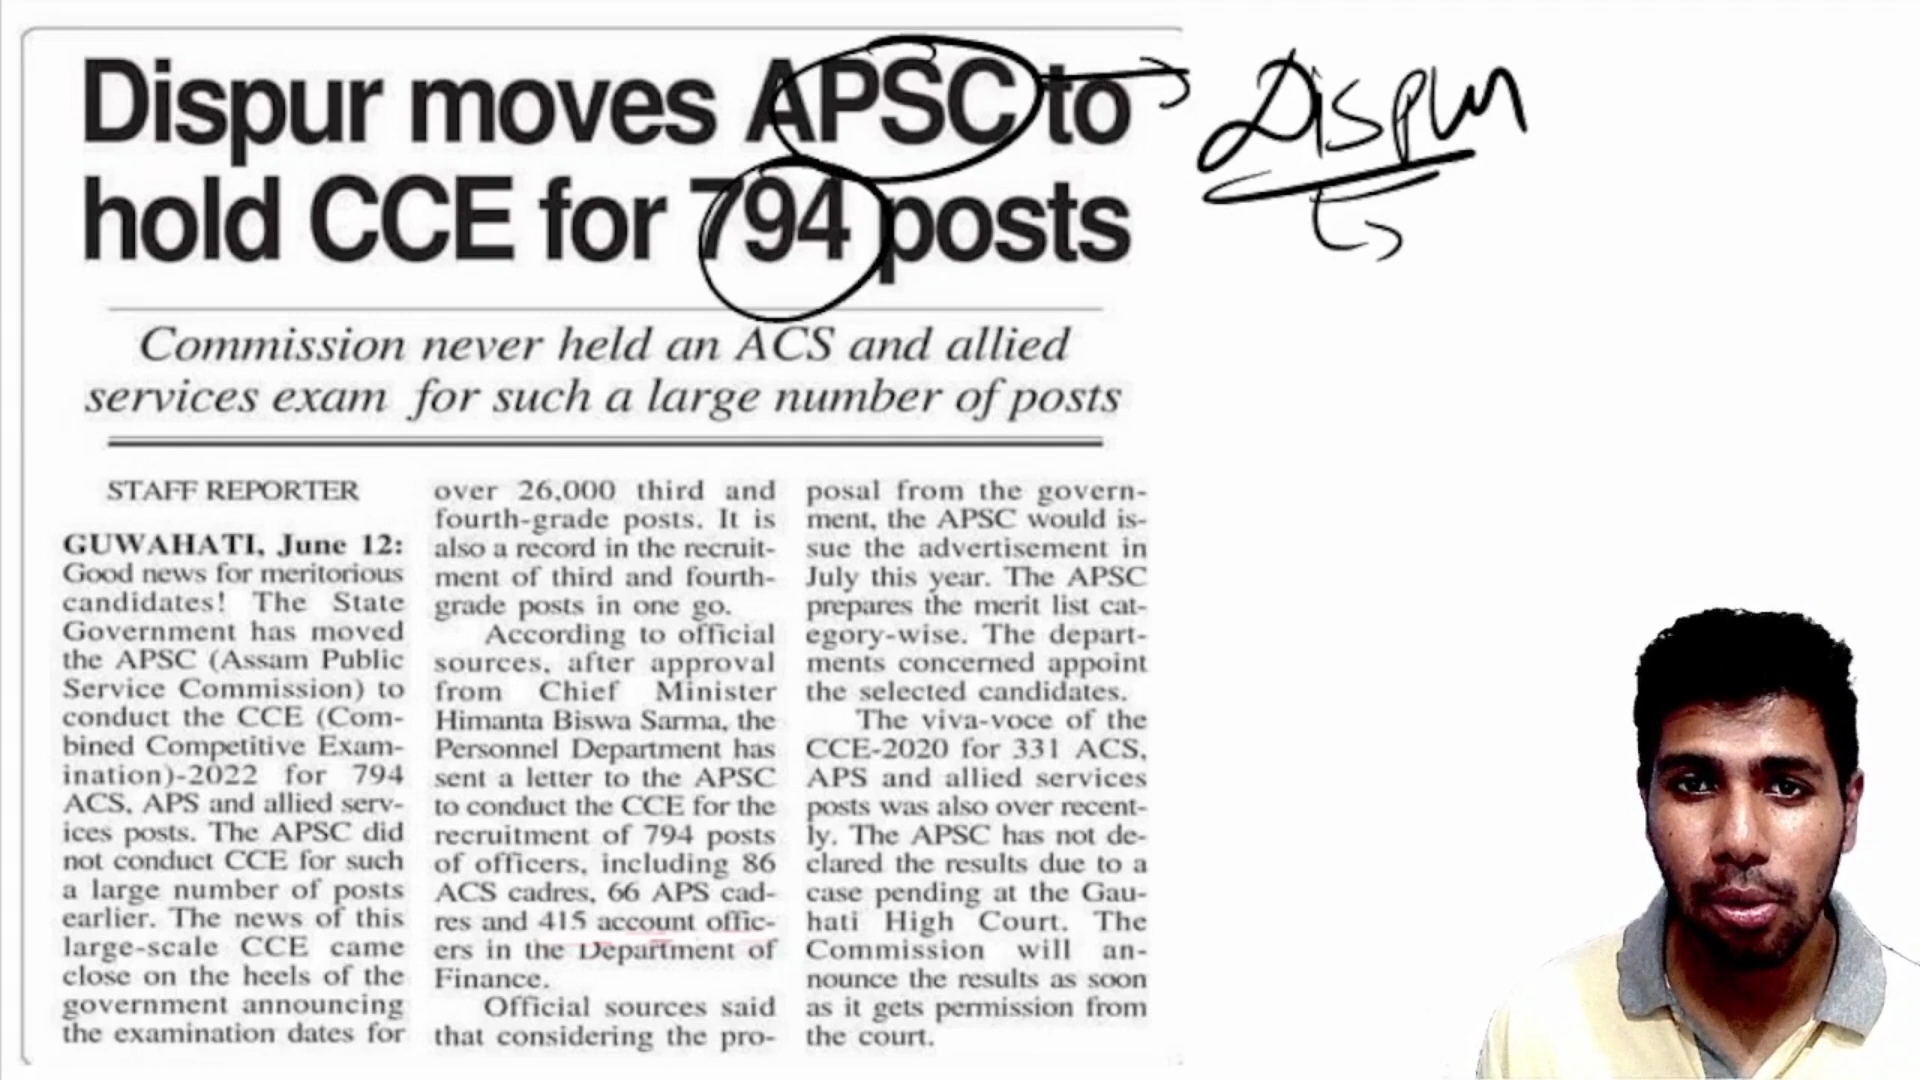 Dispur moves APSC to
hold CCE for 794 posts
Dispur
Commission never held an ACS and allied
services exam for such a large number of posts
STAFF REPORTER
GUWAHATI, June 12:
Good news for meritorious
candidates! The State
Government has moved
the APSC (Assam Public
Service Commission) to
conduct the CCE (Com-
bined Competitive Exam-
ination)-2022 for 794
ACS, APS and allied serv-
ices posts. The APSC did
not conduct CCE for such
a large number of posts
earlier. The news of this
large-scale CCE came
close on the heels of the
government announcing
the examination dates for
over 26,000 third and
fourth-grade posts. It is
also a record in the recruit-
ment of third and fourth-
grade posts in one go.
According to official
sources, after approval
from Chief Minister
Himanta Biswa Sarma, the
Personnel Department has
sent a letter to the APSC
to conduct the CCE for the
recruitment of 794 posts
of officers, including 86
ACS cadres, 66 APS cad-
res and 415 account offic-
ers in the Department of
Finance.
Official sources said
that considering the pro-
posal from the govern-
ment, the APSC would is-
sue the advertisement in
July this year. The APSC
prepares the merit list cat-
egory-wise. The depart-
ments concerned appoint
the selected candidates.
The viva-voce of the
CCE-2020 for 331 ACS,
APS and allied services
posts was also over recent-
ly. The APSC has not de-
clared the results due to a
case pending at the Gau-
hati High Court. The
Commission will an-
nounce the results as soon
as it gets permission from
the court.